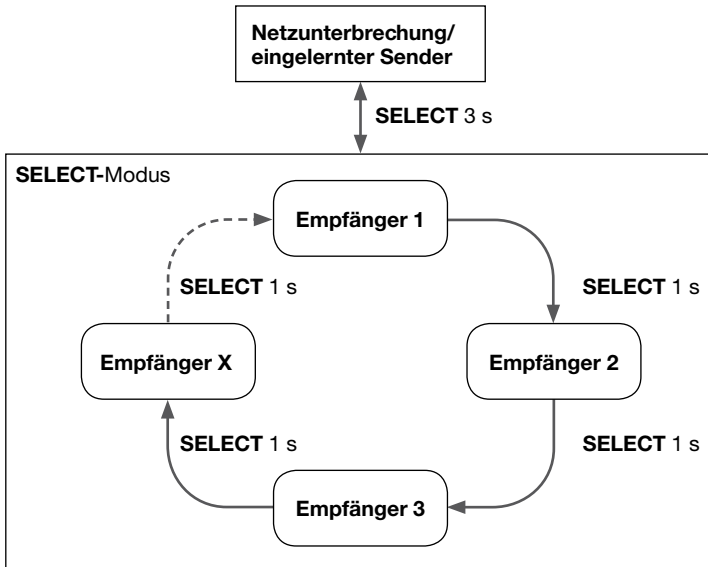 Netzunterbrechung/
eingelernter Sender
SELECT 3 s
SELECT-Modus
Empfänger 1
SELECT 1 s
SELECT 1 s
Empfänger X
Empfänger 2
SELECT 1 s
SELECT 1 s
Empfänger 3